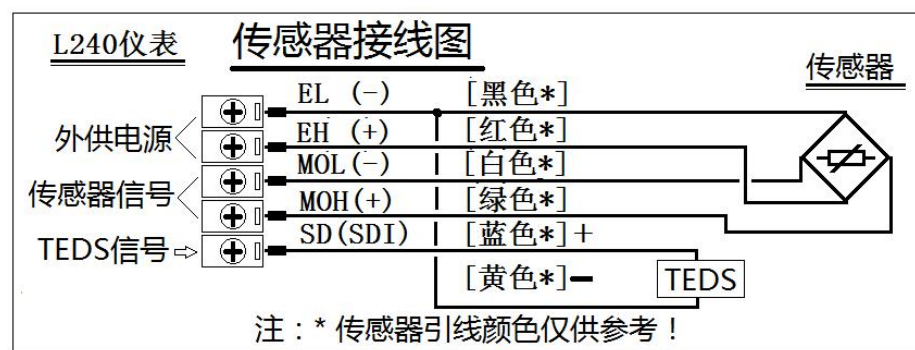 L240仪表 传感器接线图
传感器
EL (-) [黑色*]
外供电源 EH (+) [红色*]
MOL(-) [白色*]
传感器信号 MOH(+) [绿色*]
TEDS信号⇨ SD(SDI) [蓝色*]+
[黄色*]- TEDS
注：* 传感器引线颜色仅供参考！